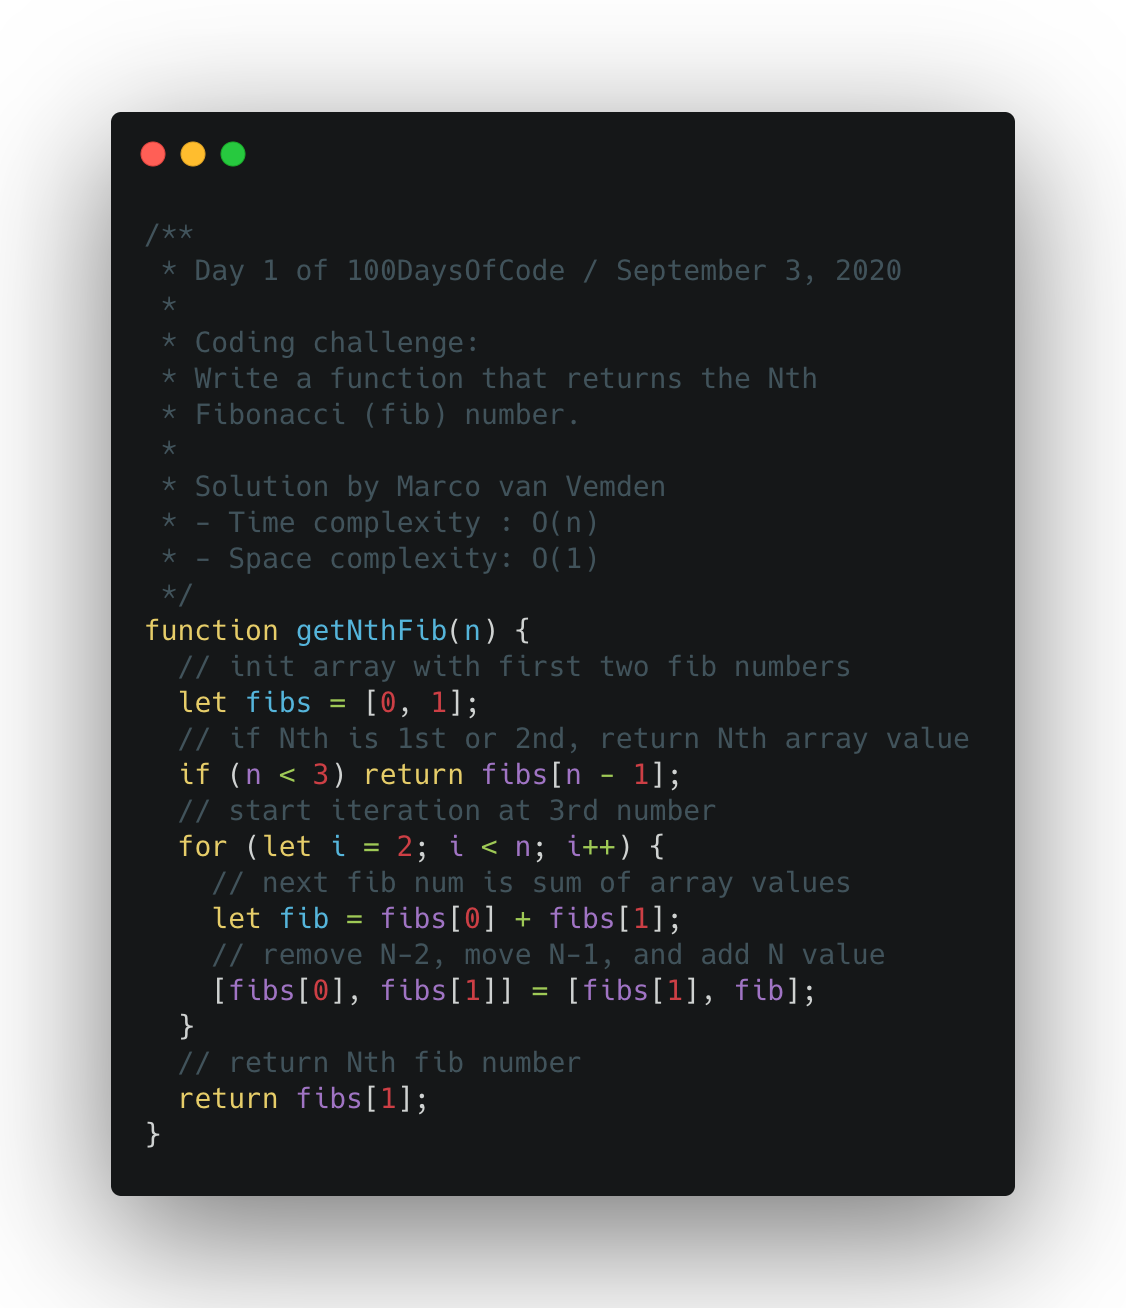 /**
 * Day 1 of 100DaysOfCode / September 3, 2020
 *
 * Coding challenge:
 * Write a function that returns the Nth
 * Fibonacci (fib) number.
 *
 * Solution by Marco van Vemden
 * - Time complexity : O(n)
 * - Space complexity: O(1)
 */
function getNthFib(n) {
  // init array with first two fib numbers
  let fibs = [0, 1];
  // if Nth is 1st or 2nd, return Nth array value
  if (n < 3) return fibs[n - 1];
  // start iteration at 3rd number
  for (let i = 2; i < n; i++) {
    // next fib num is sum of array values
    let fib = fibs[0] + fibs[1];
    // remove N-2, move N-1, and add N value
    [fibs[0], fibs[1]] = [fibs[1], fib];
  }
  // return Nth fib number
  return fibs[1];
}